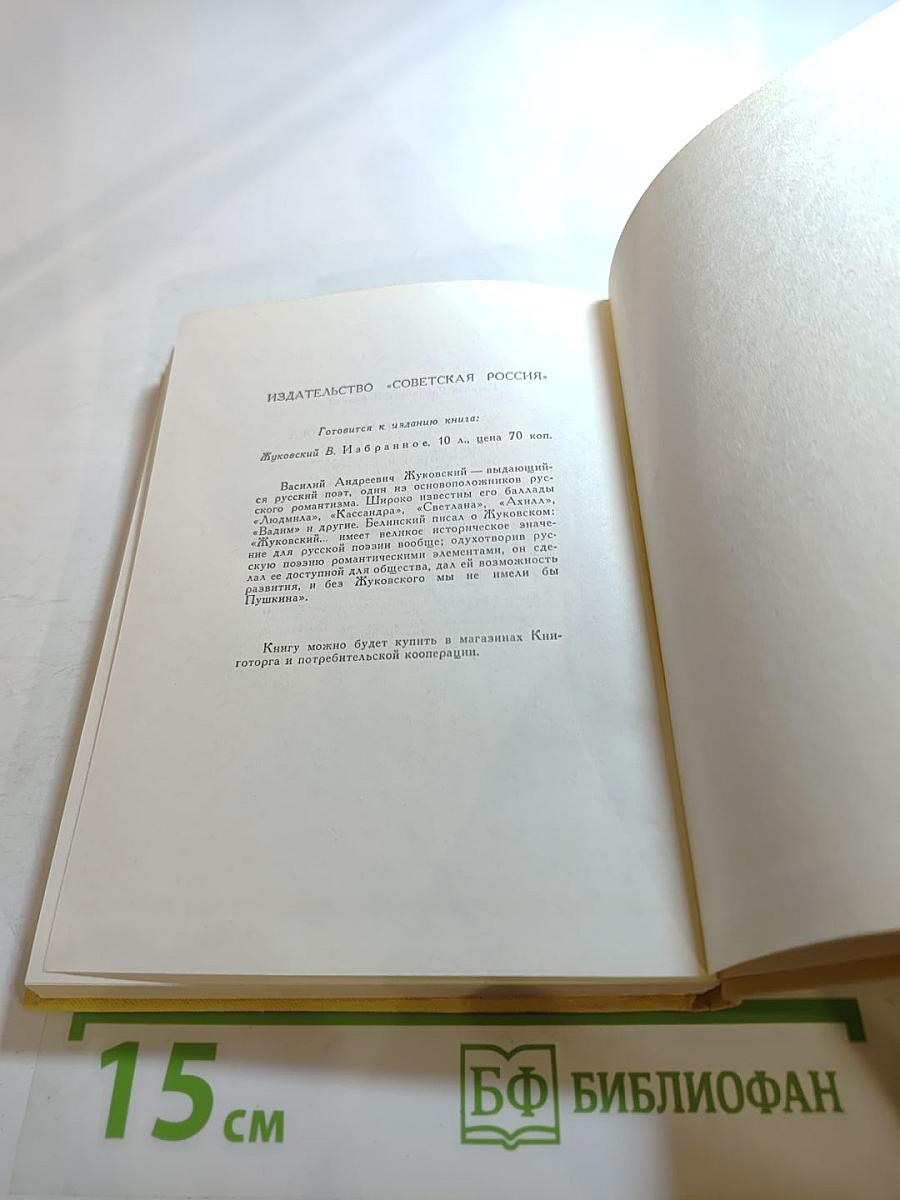 ИЗДАТЕЛЬСТВО «СОВЕТСКАЯ РОССИЯ»
Готовится к изданию книга:
Жуковский В. Избранное. 10 л., цена 70 коп.
Василий Андреевич Жуковский — выдающий-
ся русский поэт, один из основоположников рус-
ского романтизма. Широко известны его баллады
«Людмила», «Кассандра», «Светлана», «Ахилл»,
«Вадим» и другие. Белинский писал о Жуковском:
«Жуковский... имеет великое историческое значе-
ние для русской поэзии вообще; одухотворив рус-
скую поэзию романтическими элементами, он сде-
лал ее доступной для общества, дал ей возможность
развития, и без Жуковского мы не имели бы
Пушкина».
Книгу можно будет купить в магазинах Кни-
готорга и потребительской кооперации.
15 см
БФ БИБЛИОФАН